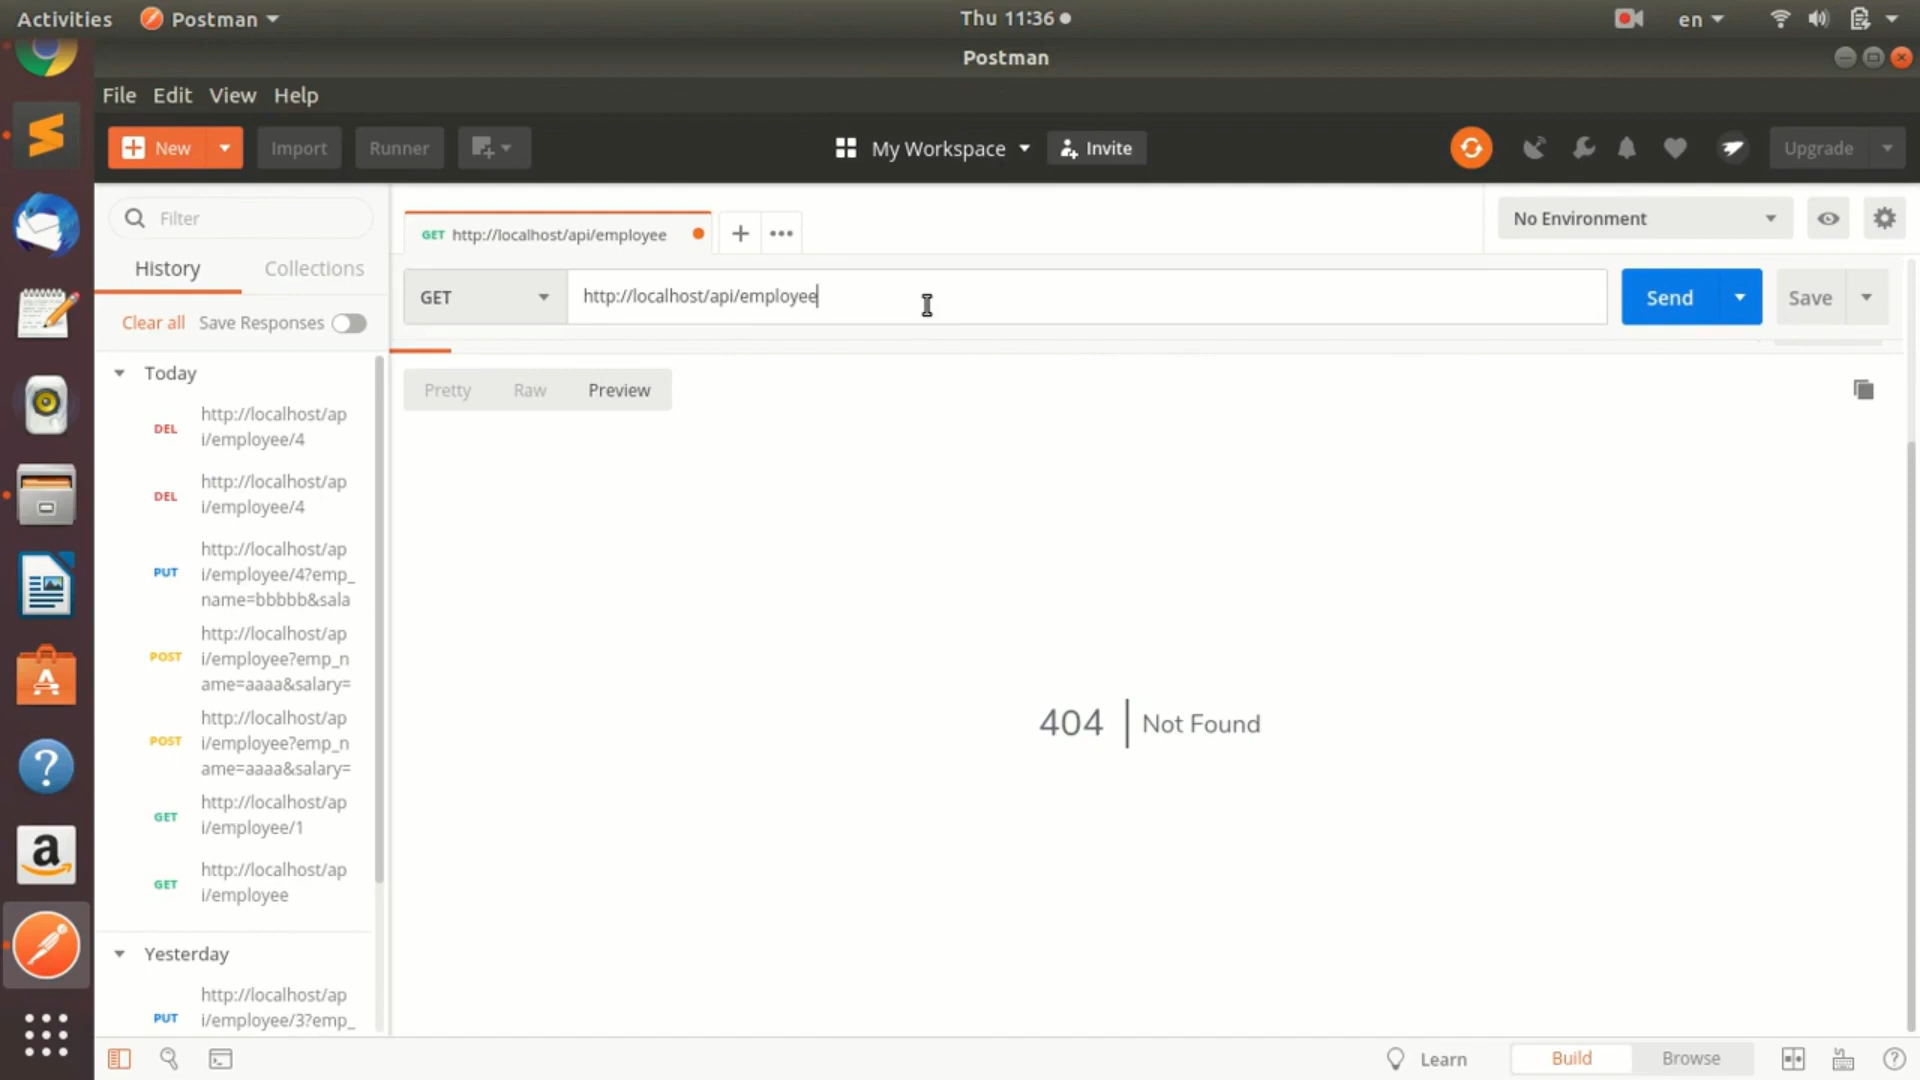 Activities
Postman
Thu 11:36
en
Postman
File Edit View Help
New
Import
Runner
My Workspace
Invite
Upgrade
Filter
GET http://localhost/api/employee
No Environment
History
Collections
GET
http://localhost/api/employee
Send
Save
Clear all
Save Responses
Pretty
Raw
Preview
Today
DEL
http://localhost/ap
i/employee/4
DEL
http://localhost/ap
i/employee/4
PUT
http://localhost/ap
i/employee/4?emp_
name=bbbbb&sala
POST
http://localhost/ap
i/employee?emp_n
ame=aaaa&salary=
POST
http://localhost/ap
i/employee?emp_n
ame=aaaa&salary=
GET
http://localhost/ap
i/employee/1
GET
http://localhost/ap
i/employee
404 | Not Found
Yesterday
PUT
http://localhost/ap
i/employee/3?emp_
Learn
Build
Browse